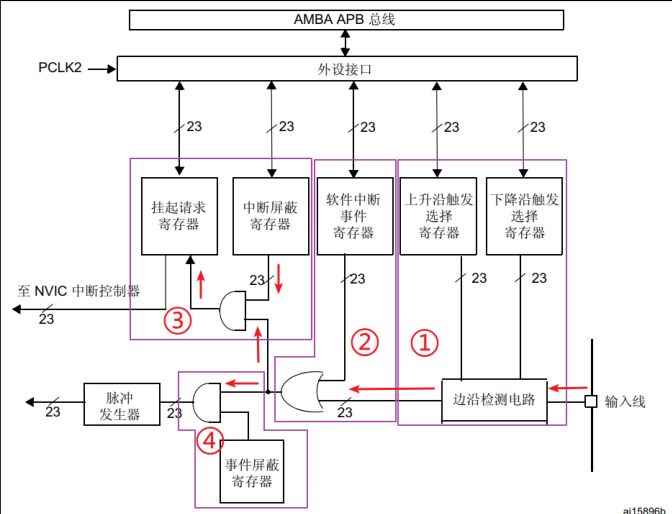 AMBA APB 总线
PCLK2
外设接口
23
23
23
23
23
挂起请求
寄存器
中断屏蔽
寄存器
软件中断
事件
寄存器
上升沿触发
选择
寄存器
下降沿触发
选择
寄存器
23
23
23
23
至 NVIC 中断控制器
23
③
②
①
脉冲
发生器
23
23
23
边沿检测电路
输入线
④
事件屏蔽
寄存器
ai15896b